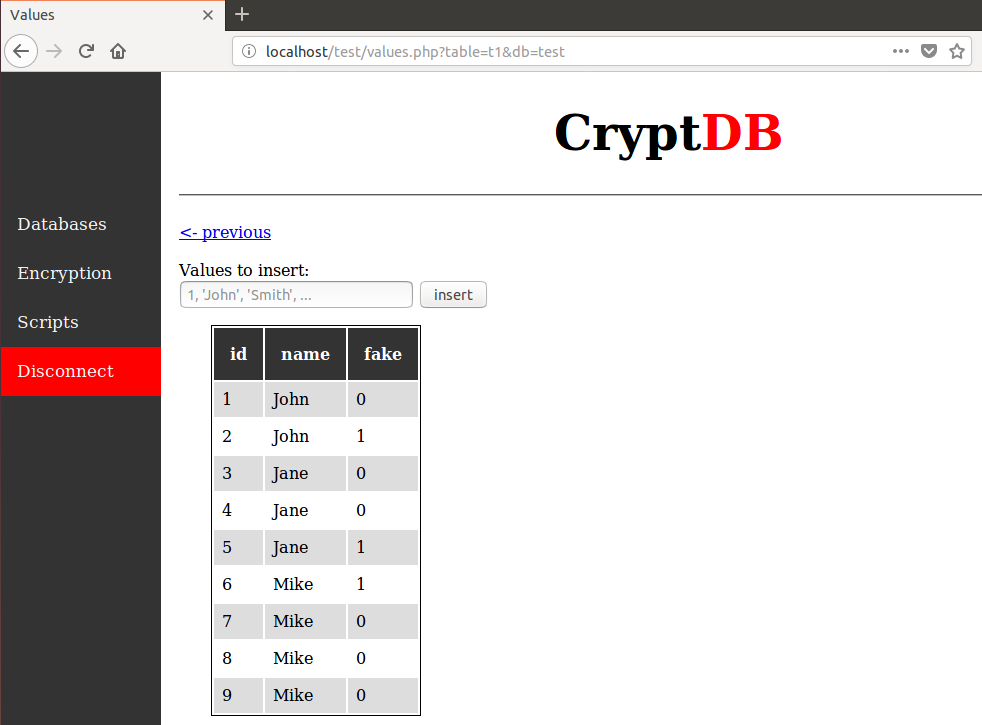 Values
localhost/test/values.php?table=t1&db=test
CryptDB
Databases
Encryption
Scripts
Disconnect
<- previous
Values to insert:
1, 'John', 'Smith', ...
insert
id name fake
1 John 0
2 John 1
3 Jane 0
4 Jane 0
5 Jane 1
6 Mike 1
7 Mike 0
8 Mike 0
9 Mike 0